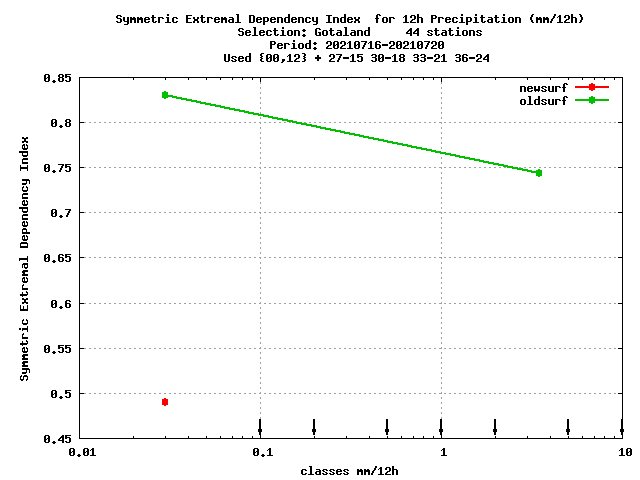 Symmetric Extremal Dependency Index  for 12h Precipitation (mm/12h)
Selection: Gotaland     44 stations
Period: 20210716-20210720
Used {00,12} + 27-15 30-18 33-21 36-24
newsurf
oldsurf
Symmetric Extremal Dependency Index
0.85
0.8
0.75
0.7
0.65
0.6
0.55
0.5
0.45
0.01 0.1 1 10
classes mm/12h